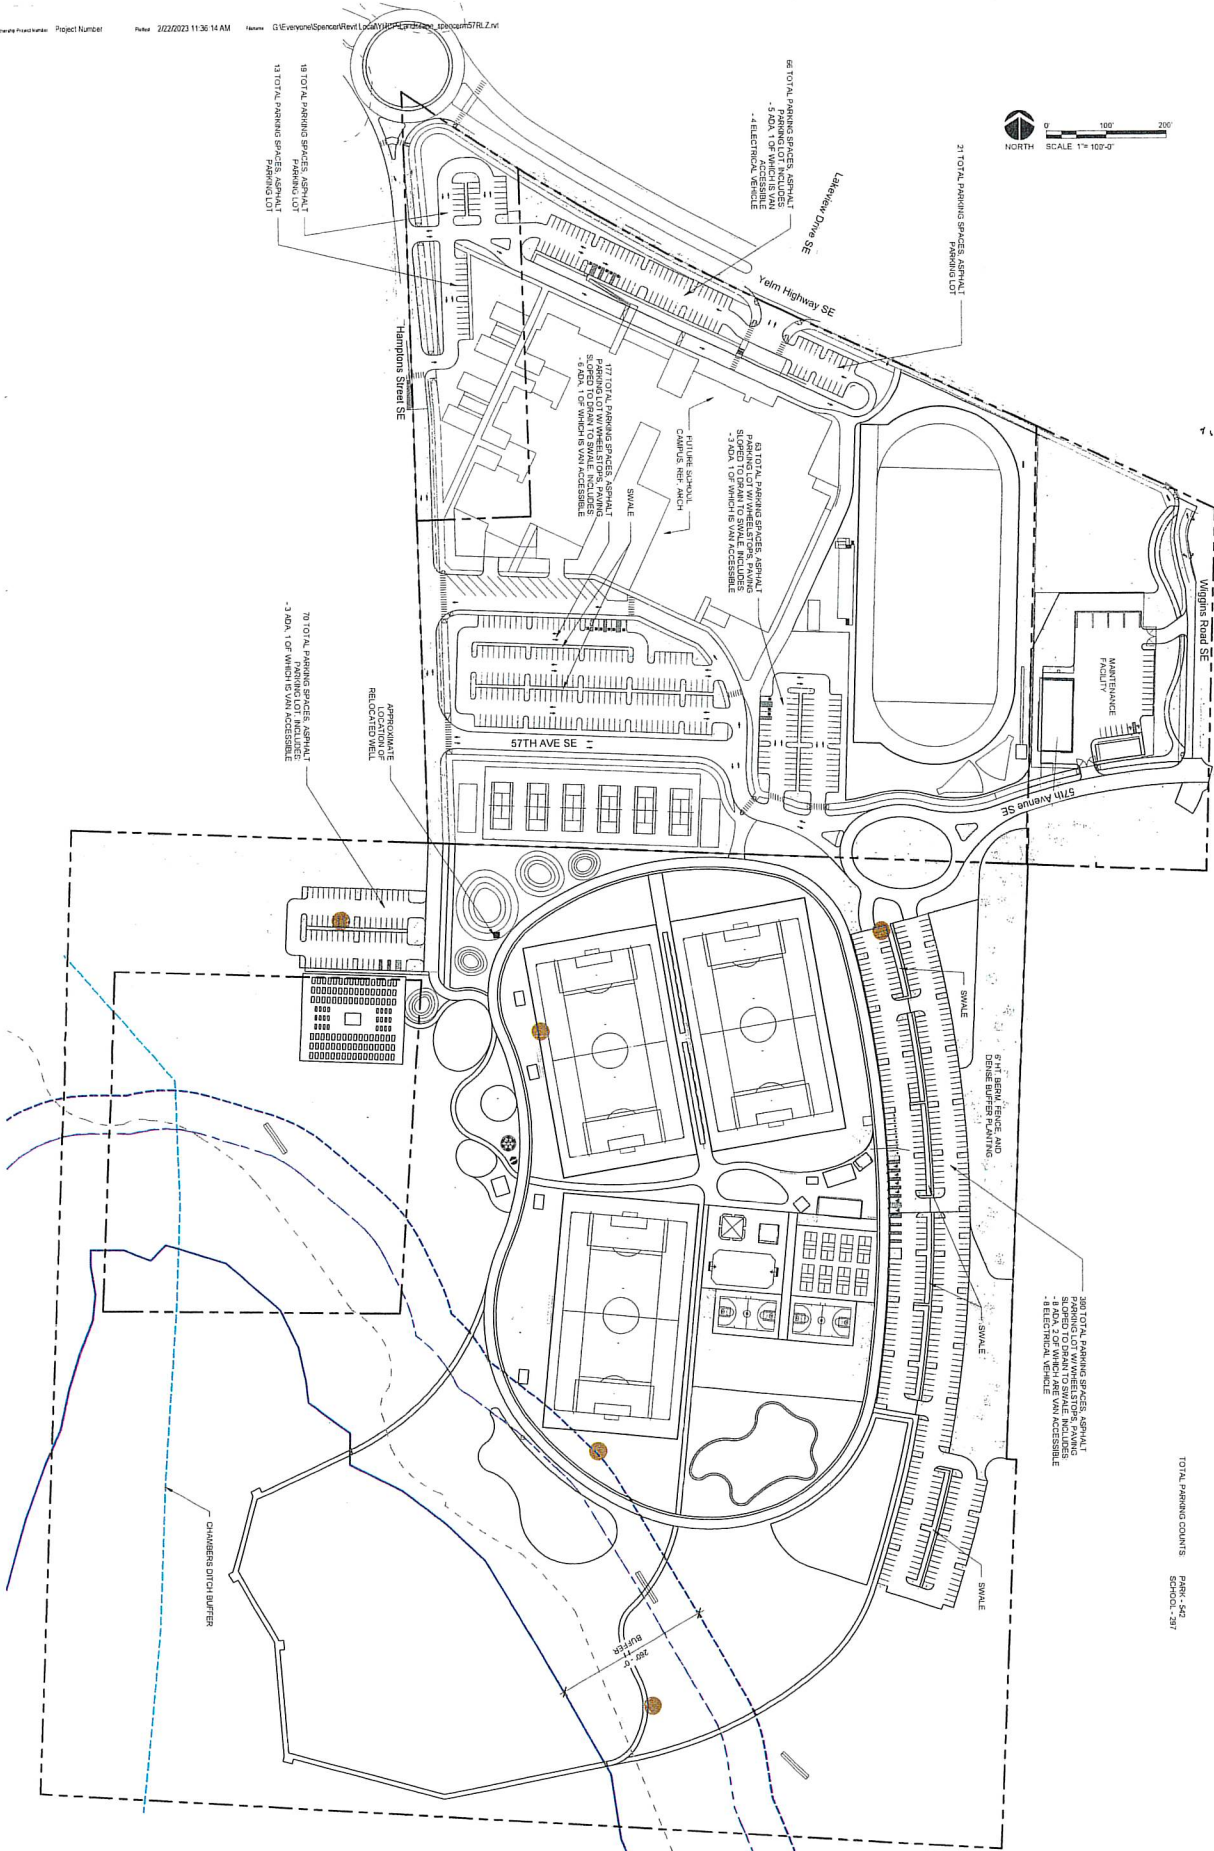 Project Number
Plotted 2/22/2023 11:36:14 AM
Filename
NORTH
0' 100' 200'
SCALE 1"= 100'-0"
19 TOTAL PARKING SPACES, ASPHALT
PARKING LOT
13 TOTAL PARKING SPACES, ASPHALT
PARKING LOT
66 TOTAL PARKING SPACES, ASPHALT
PARKING LOT, INCLUDES:
- 5 ADA, 1 OF WHICH IS VAN
ACCESSIBLE
- 4 ELECTRICAL VEHICLE
21 TOTAL PARKING SPACES, ASPHALT
PARKING LOT
Lakeview Drive SE
Yelm Highway SE
Hamptons Street SE
Wiggins Road SE
177 TOTAL PARKING SPACES, ASPHALT
PARKING LOT W/ WHEELSTOPS, PAVING
SLOPED TO DRAIN TO SWALE, INCLUDES:
- 6 ADA, 1 OF WHICH IS VAN ACCESSIBLE
SWALE
FUTURE SCHOOL
CAMPUS, REF. ARCH
63 TOTAL PARKING SPACES, ASPHALT
PARKING LOT W/ WHEELSTOPS, PAVING
SLOPED TO DRAIN TO SWALE, INCLUDES:
- 3 ADA, 1 OF WHICH IS VAN ACCESSIBLE
MAINTENANCE
FACILITY
70 TOTAL PARKING SPACES, ASPHALT
PARKING LOT, INCLUDES:
- 3 ADA, 1 OF WHICH IS VAN ACCESSIBLE
APPROXIMATE
LOCATION OF
RELOCATED WELL
57TH AVE SE
57th Avenue SE
SWALE
6' HT. BERM, FENCE, AND
DENSE BUFFER PLANTING
SWALE
390 TOTAL PARKING SPACES, ASPHALT
PARKING LOT W/ WHEELSTOPS, PAVING
SLOPED TO DRAIN TO SWALE, INCLUDES:
- 8 ADA, 2 OF WHICH ARE VAN ACCESSIBLE
- 8 ELECTRICAL VEHICLE
SWALE
TOTAL PARKING COUNTS: PARK - 542
SCHOOL - 297
CHAMBERS DITCH BUFFER
260' - 0"
BUFFER